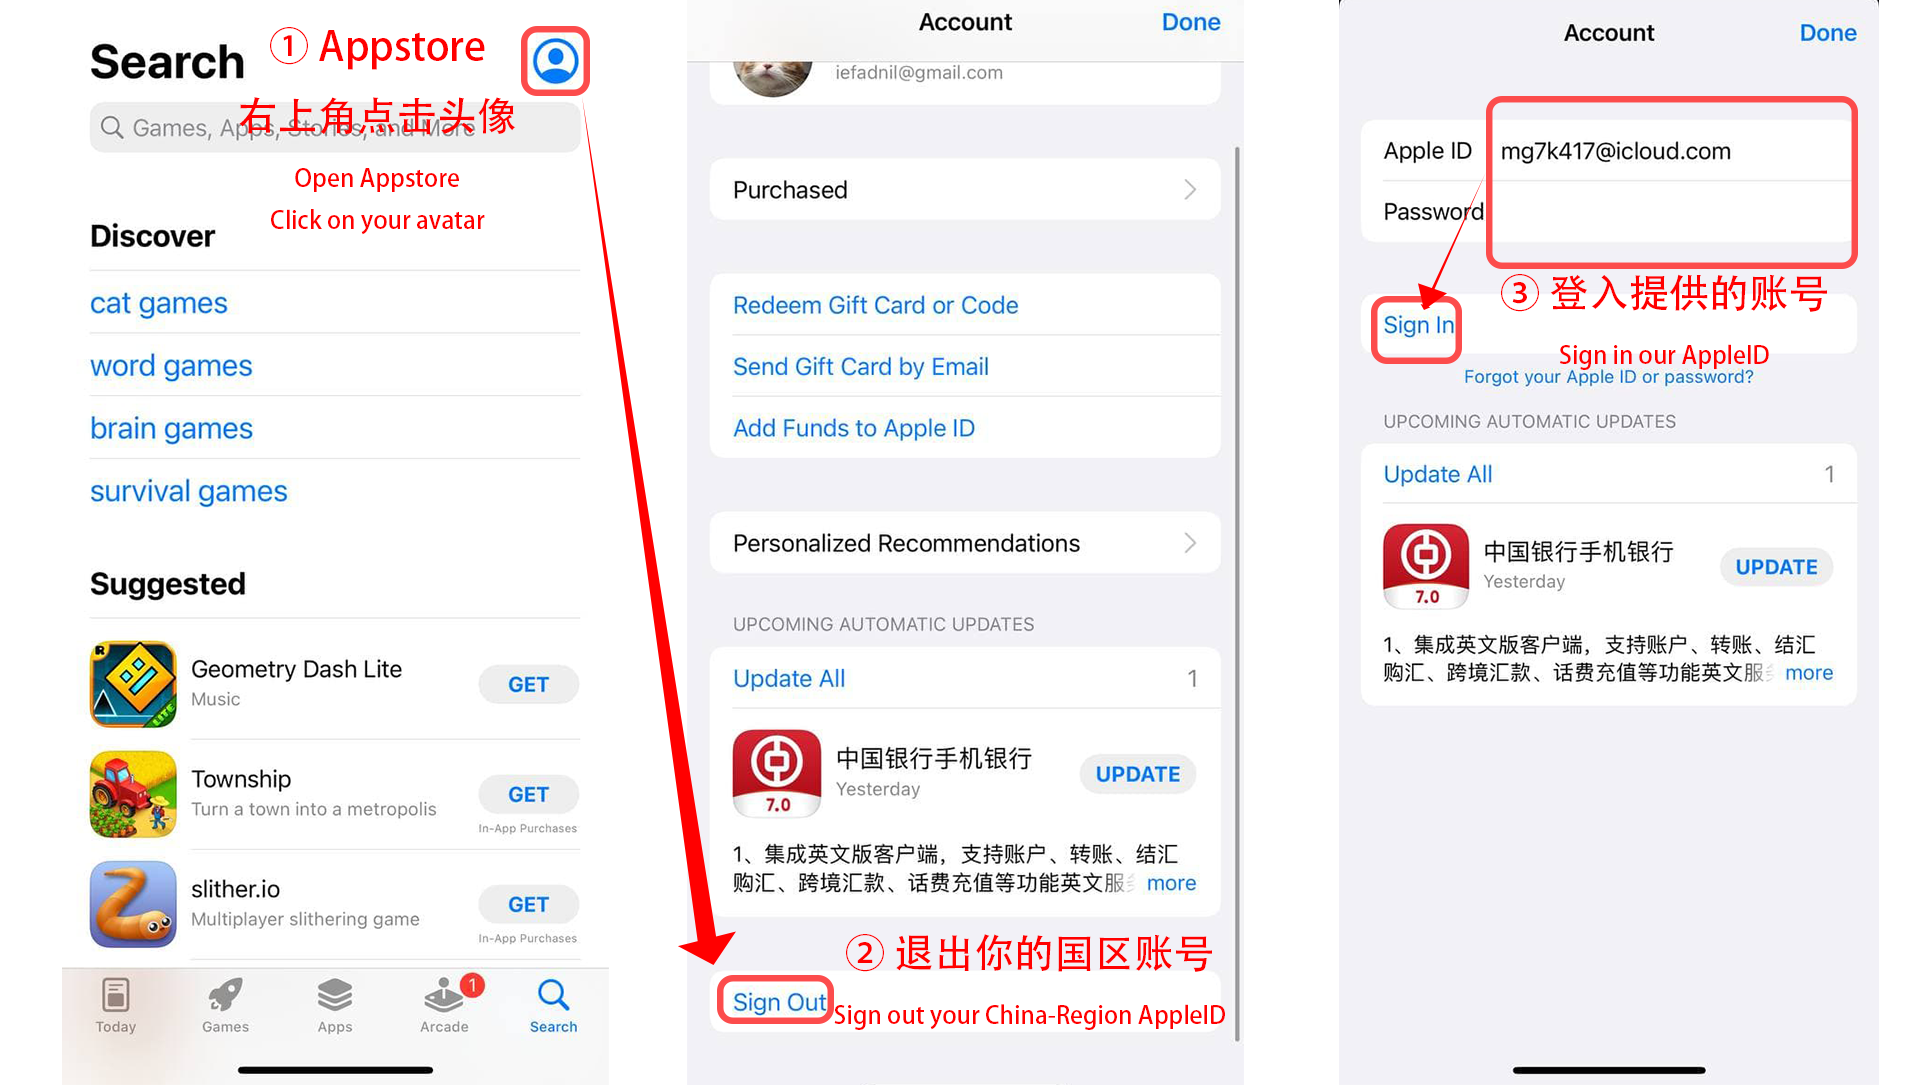 Search
① Appstore
右上角点击头像
Games, Apps, Stories, and More
Open Appstore
Click on your avatar
Discover
cat games
word games
brain games
survival games
Suggested
Geometry Dash Lite
Music
GET
Township
Turn a town into a metropolis
GET
In-App Purchases
slither.io
Multiplayer slithering game
GET
In-App Purchases
Today
Games
Apps
1
Arcade
Search
Account
Done
iefadnil@gmail.com
Purchased
Redeem Gift Card or Code
Send Gift Card by Email
Add Funds to Apple ID
Personalized Recommendations
UPCOMING AUTOMATIC UPDATES
Update All
1
7.0
中国银行手机银行
Yesterday
UPDATE
1、集成英文版客户端，支持账户、转账、结汇
购汇、跨境汇款、话费充值等功能英文服 more
② 退出你的国区账号
Sign Out
Sign out your China-Region AppleID
Account
Done
Apple ID
mg7k417@icloud.com
Password
③ 登入提供的账号
Sign In
Sign in our AppleID
Forgot your Apple ID or password?
UPCOMING AUTOMATIC UPDATES
Update All
1
7.0
中国银行手机银行
Yesterday
UPDATE
1、集成英文版客户端，支持账户、转账、结汇
购汇、跨境汇款、话费充值等功能英文服 more